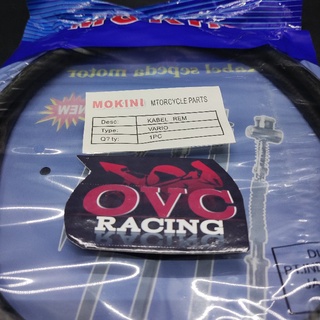 kabel sepeda motor
NEW
MOKINI MTORCYCLE PARTS
Desc: KABEL REM
Type: VARIO
Q?ty: 1PC
OVC
RACING